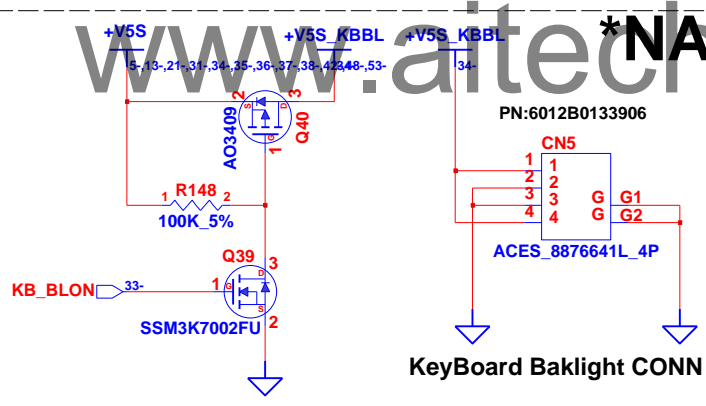 www.aitech
*NA
+V5S
+V5S_KBBL
+V5S_KBBL
5-,13-,21-,31-,34-,35-,36-,37-,38-,42-,48-,53-
34-
34-
PN:6012B0133906
2
S
D
3
G
1
AO3409
Q40
CN5
1
2
3
4
1
2
3
4
G
G
G1
G2
ACES_8876641L_4P
R148
1
2
100K_5%
Q39
3
D
KB_BLON
33-
1
G
S
2
SSM3K7002FU
KeyBoard Baklight CONN